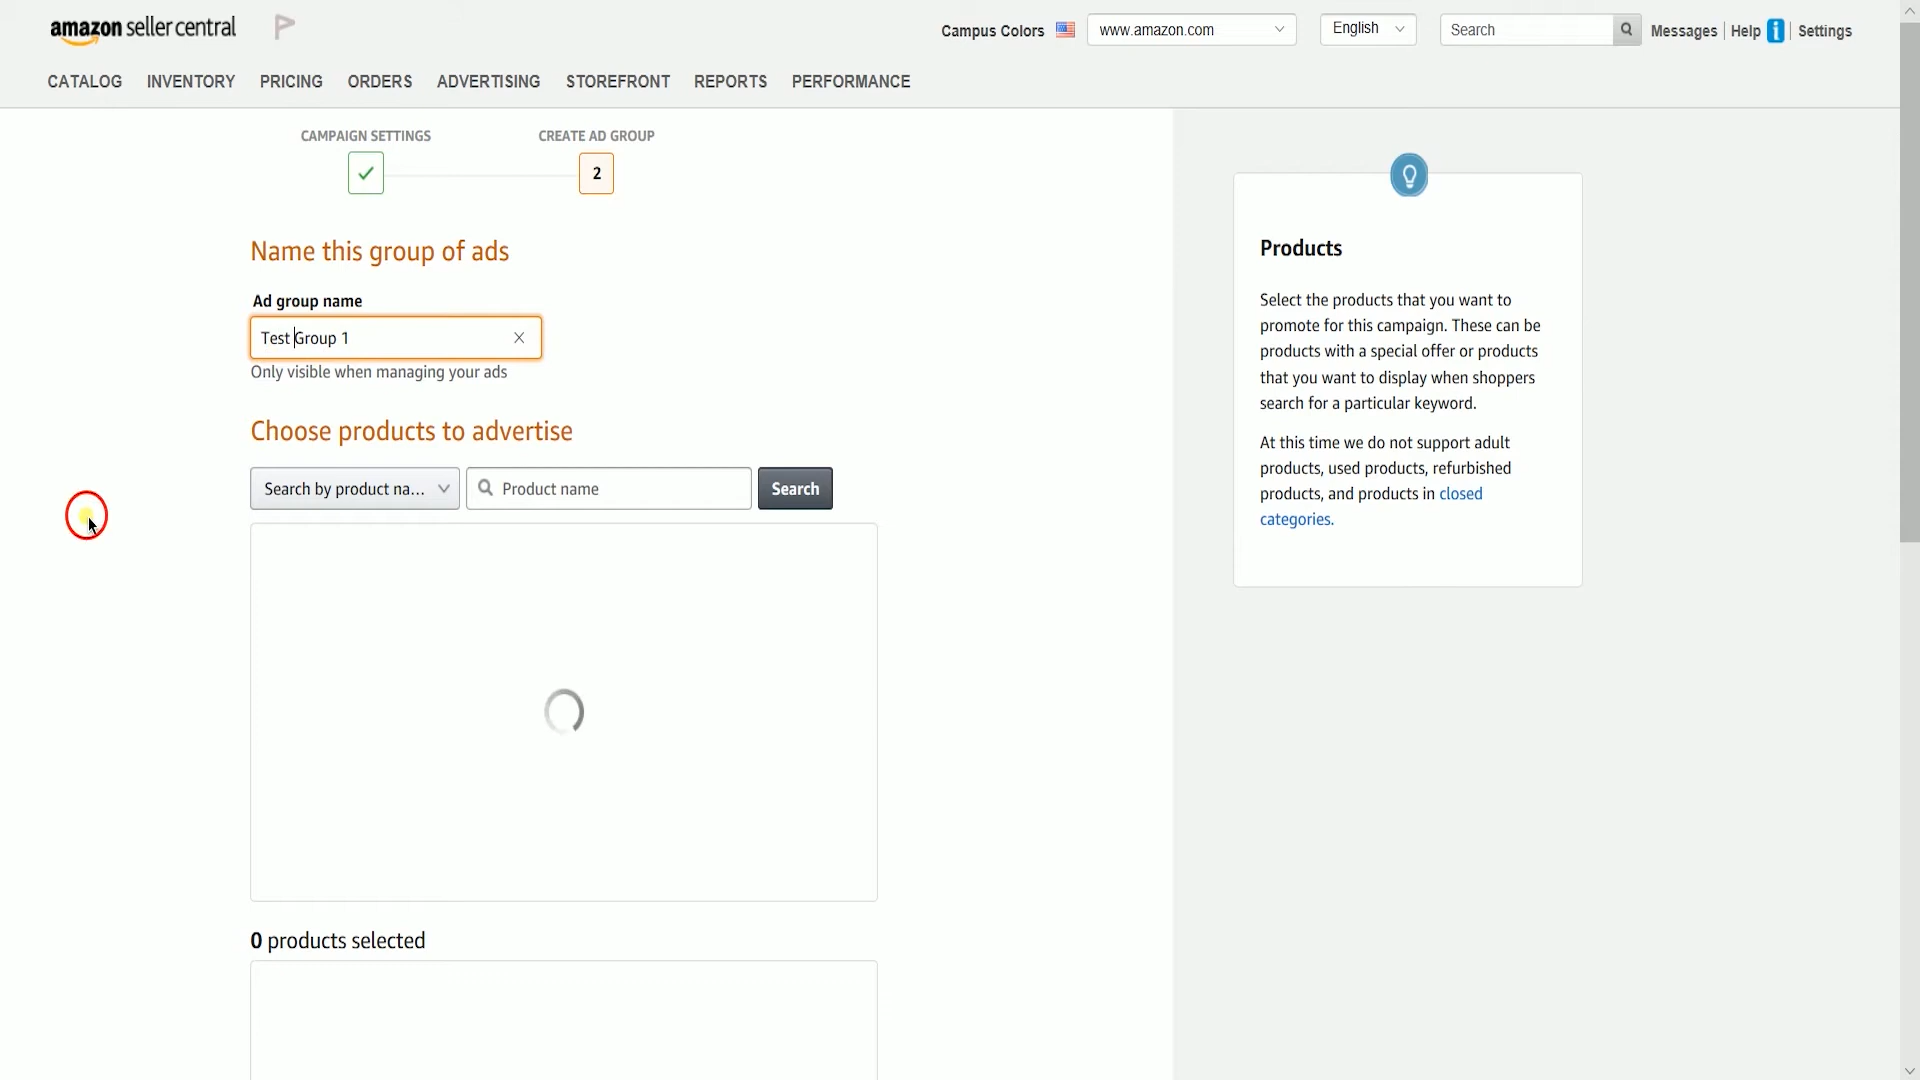 amazon seller central
Campus Colors
www.amazon.com
English
Search
Messages | Help i | Settings
CATALOG INVENTORY PRICING ORDERS ADVERTISING STOREFRONT REPORTS PERFORMANCE
CAMPAIGN SETTINGS
CREATE AD GROUP
2
Name this group of ads
Ad group name
Test Group 1
Only visible when managing your ads
Choose products to advertise
Search by product na...
Product name
Search
0 products selected
Products
Select the products that you want to
promote for this campaign. These can be
products with a special offer or products
that you want to display when shoppers
search for a particular keyword.
At this time we do not support adult
products, used products, refurbished
products, and products in closed
categories.